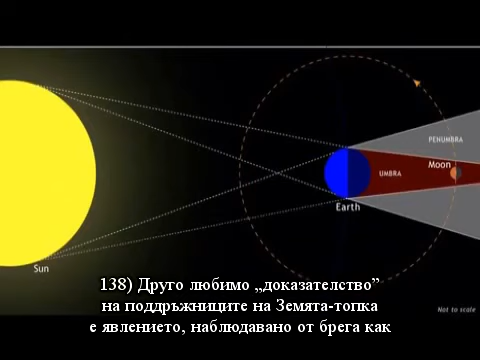 PENUMBRA
Moon
UMBRA
Earth
Sun
138) Друго любимо „доказателство”
на поддръжниците на Земята-топка
е явлението, наблюдавано от брега как
Not to scale